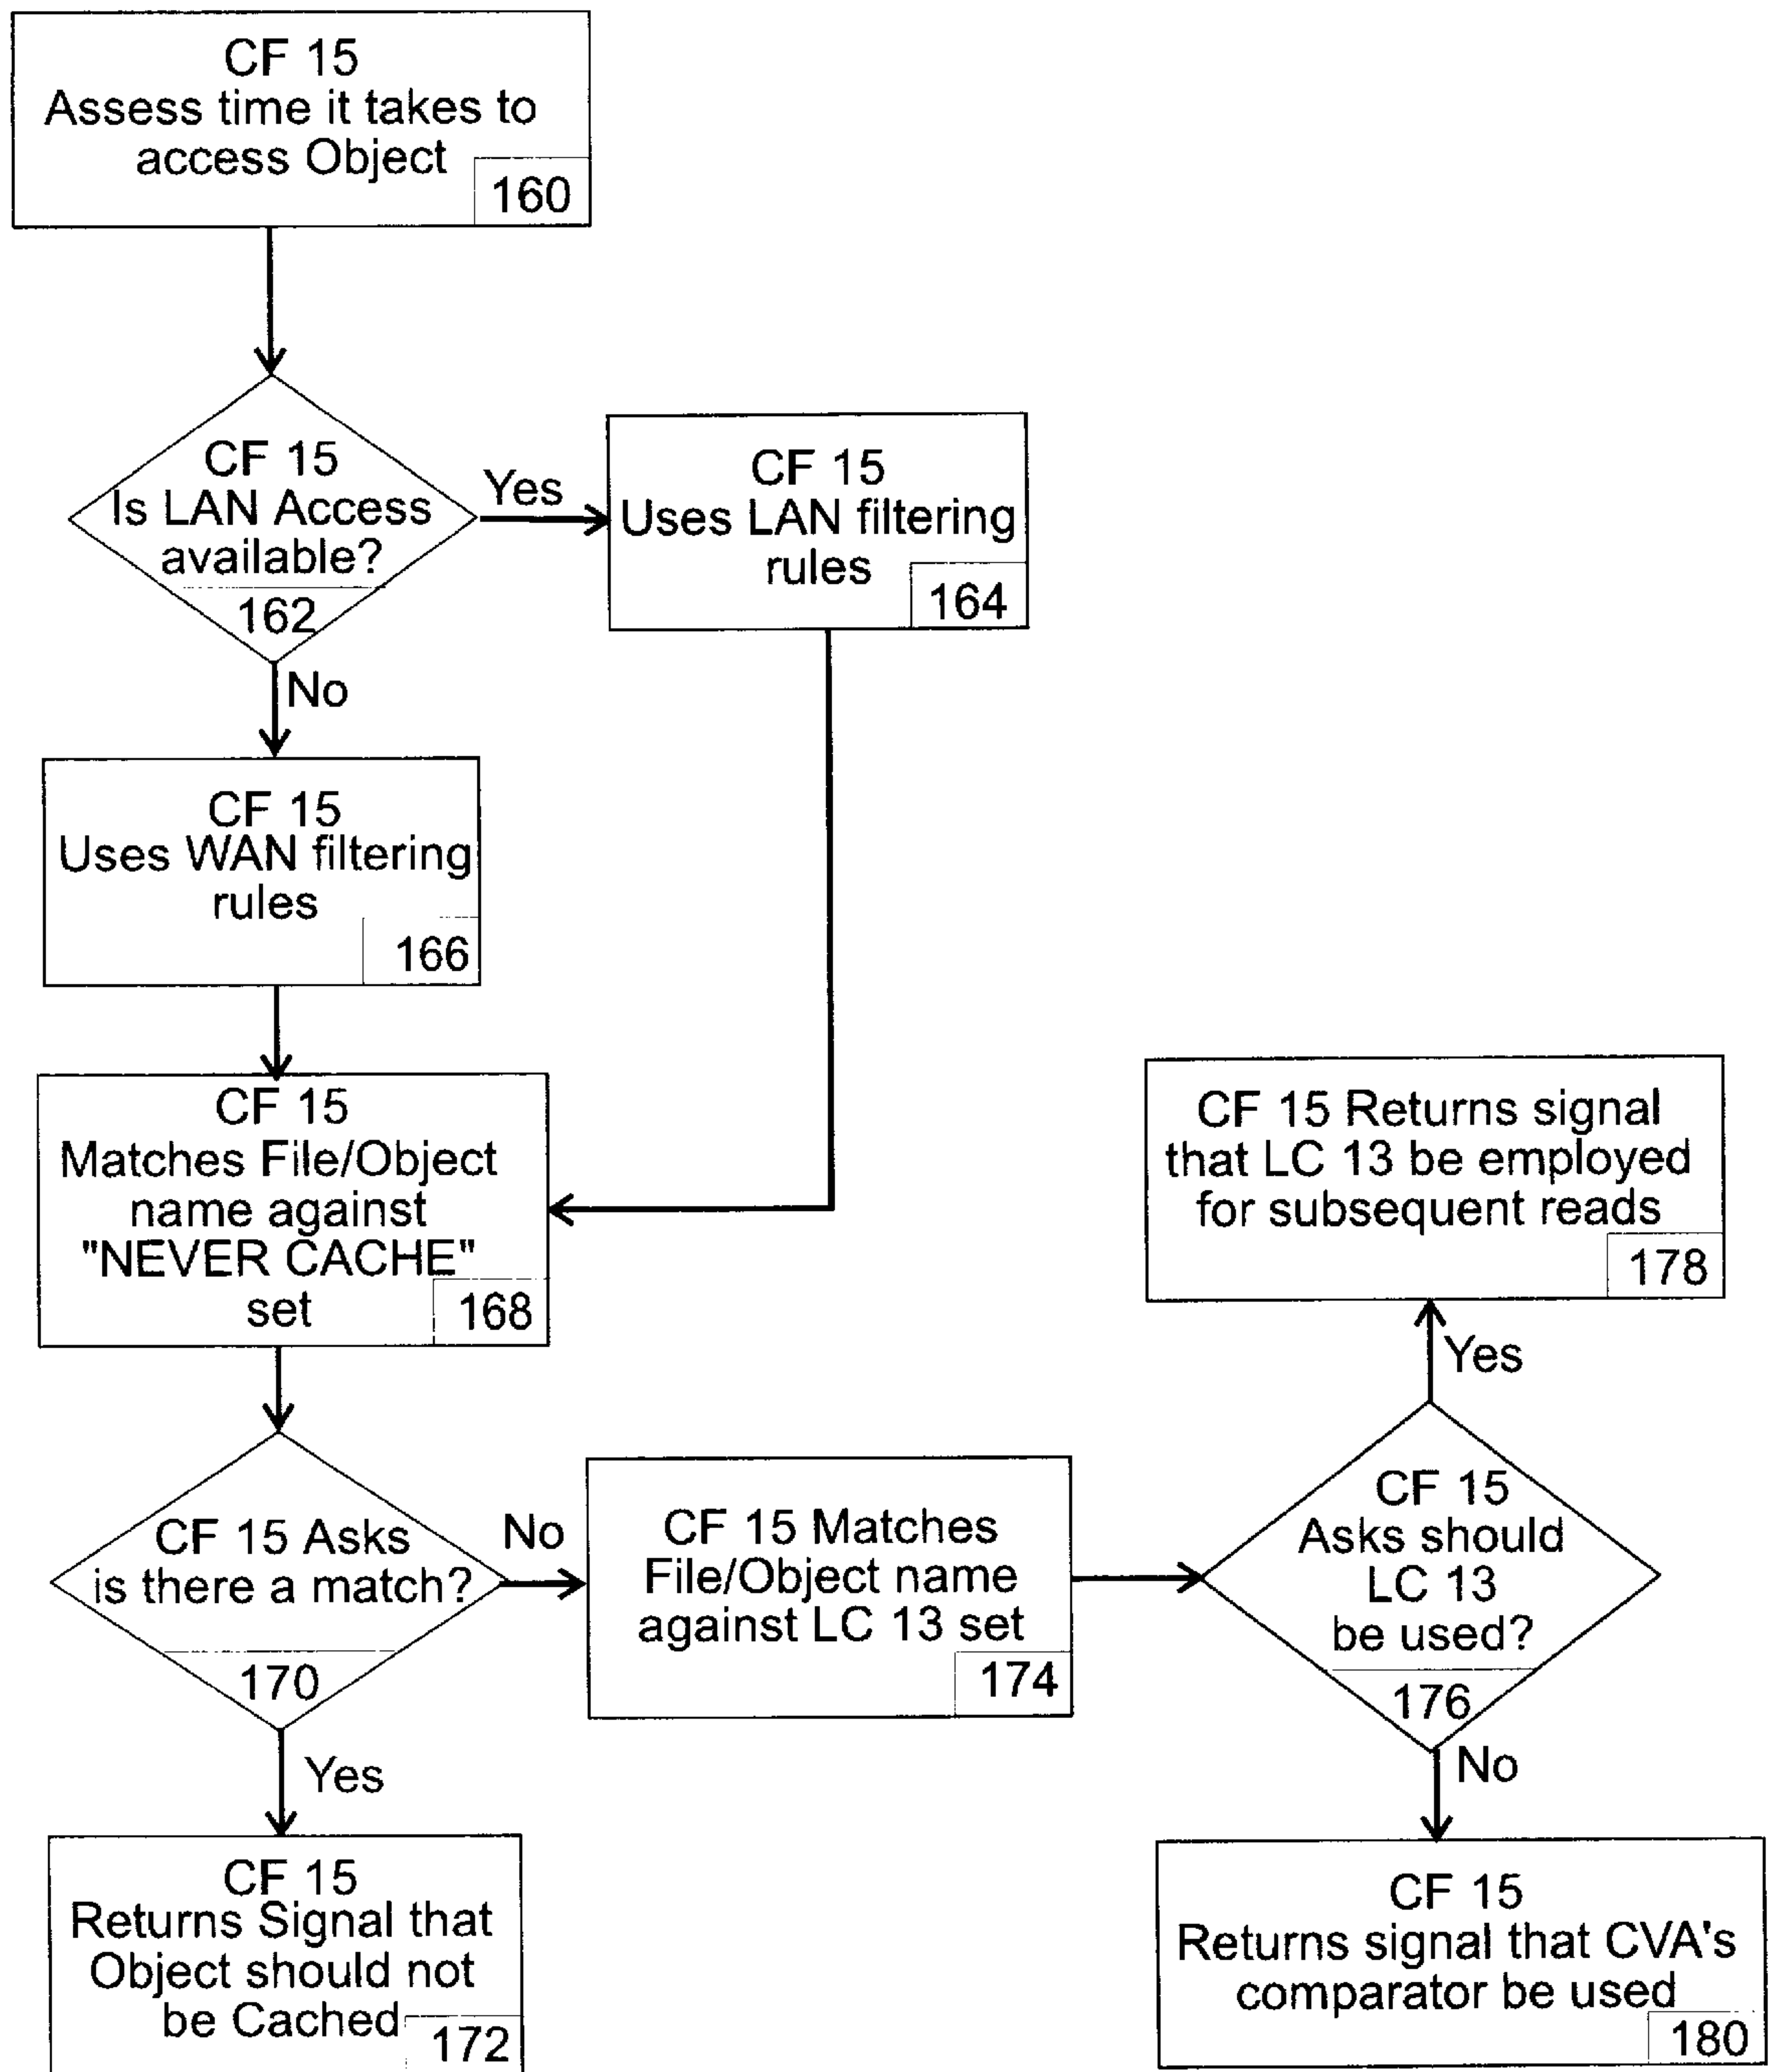 CF 15
Assess time it takes to
access Object
160
CF 15
Is LAN Access
available?
162
Yes
CF 15
Uses LAN filtering
rules
164
No
CF 15
Uses WAN filtering
rules
166
CF 15
Matches File/Object
name against
"NEVER CACHE"
set
168
CF 15 Asks
is there a match?
170
Yes
CF 15
Returns Signal that
Object should not
be Cached
172
No
CF 15 Matches
File/Object name
against LC 13 set
174
CF 15
Asks should
LC 13
be used?
176
Yes
CF 15 Returns signal
that LC 13 be employed
for subsequent reads
178
No
CF 15
Returns signal that CVA's
comparator be used
180